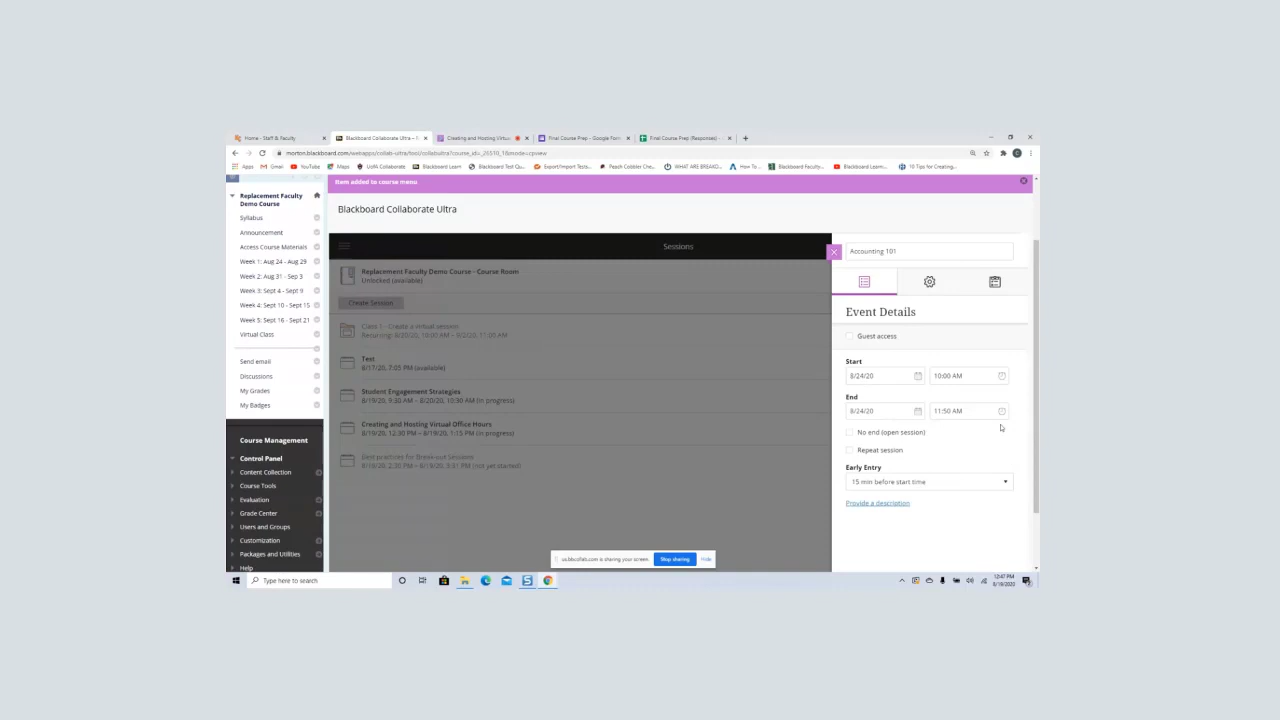 Home - Staff & Faculty
Blackboard Collaborate Ultra –
Creating and Hosting Virtu
Final Course Prep - Google Form
Final Course Prep (Responses) -
morton.blackboard.com/webapps/collab-ultra/tool/collabultra?course_id=_25510_1&mode=cpview
Apps
Gmail
YouTube
Maps
UofA Collaborate
Blackboard Learn
Blackboard Test Qu...
Export/Import Tests...
Peach Cobbler Che...
WHAT ARE BREAKO...
How To ...
Blackboard Faculty...
Blackboard Learn...
10 Tips for Creating...
Item added to course menu
Replacement Faculty
Demo Course
Syllabus
Announcement
Access Course Materials
Week 1: Aug 24 - Aug 29
Week 2: Aug 31 - Sep 3
Week 3: Sept 4 - Sept 9
Week 4: Sept 10 - Sept 15
Week 5: Sept 16 - Sept 21
Virtual Class
Send email
Discussions
My Grades
My Badges
Course Management
Control Panel
Content Collection
Course Tools
Evaluation
Grade Center
Users and Groups
Customization
Packages and Utilities
Help
Blackboard Collaborate Ultra
Sessions
Replacement Faculty Demo Course - Course Room
Unlocked (available)
Create Session
Class 1 - Create a virtual session
Recurring: 8/20/20, 10:00 AM – 9/2/20, 11:00 AM
Test
8/17/20, 7:05 PM (available)
Student Engagement Strategies
8/19/20, 9:30 AM – 8/20/20, 10:30 AM (in progress)
Creating and Hosting Virtual Office Hours
8/19/20, 12:30 PM – 8/19/20, 1:15 PM (in progress)
Best practices for Break-out Sessions
8/19/20, 2:30 PM – 8/19/20, 3:31 PM (not yet started)
Accounting 101
Event Details
Guest access
Start
8/24/20
10:00 AM
End
8/24/20
11:50 AM
No end (open session)
Repeat session
Early Entry
15 min before start time
Provide a description
us.bbcollab.com is sharing your screen.
Stop sharing
Hide
Type here to search
12:47 PM
8/19/2020